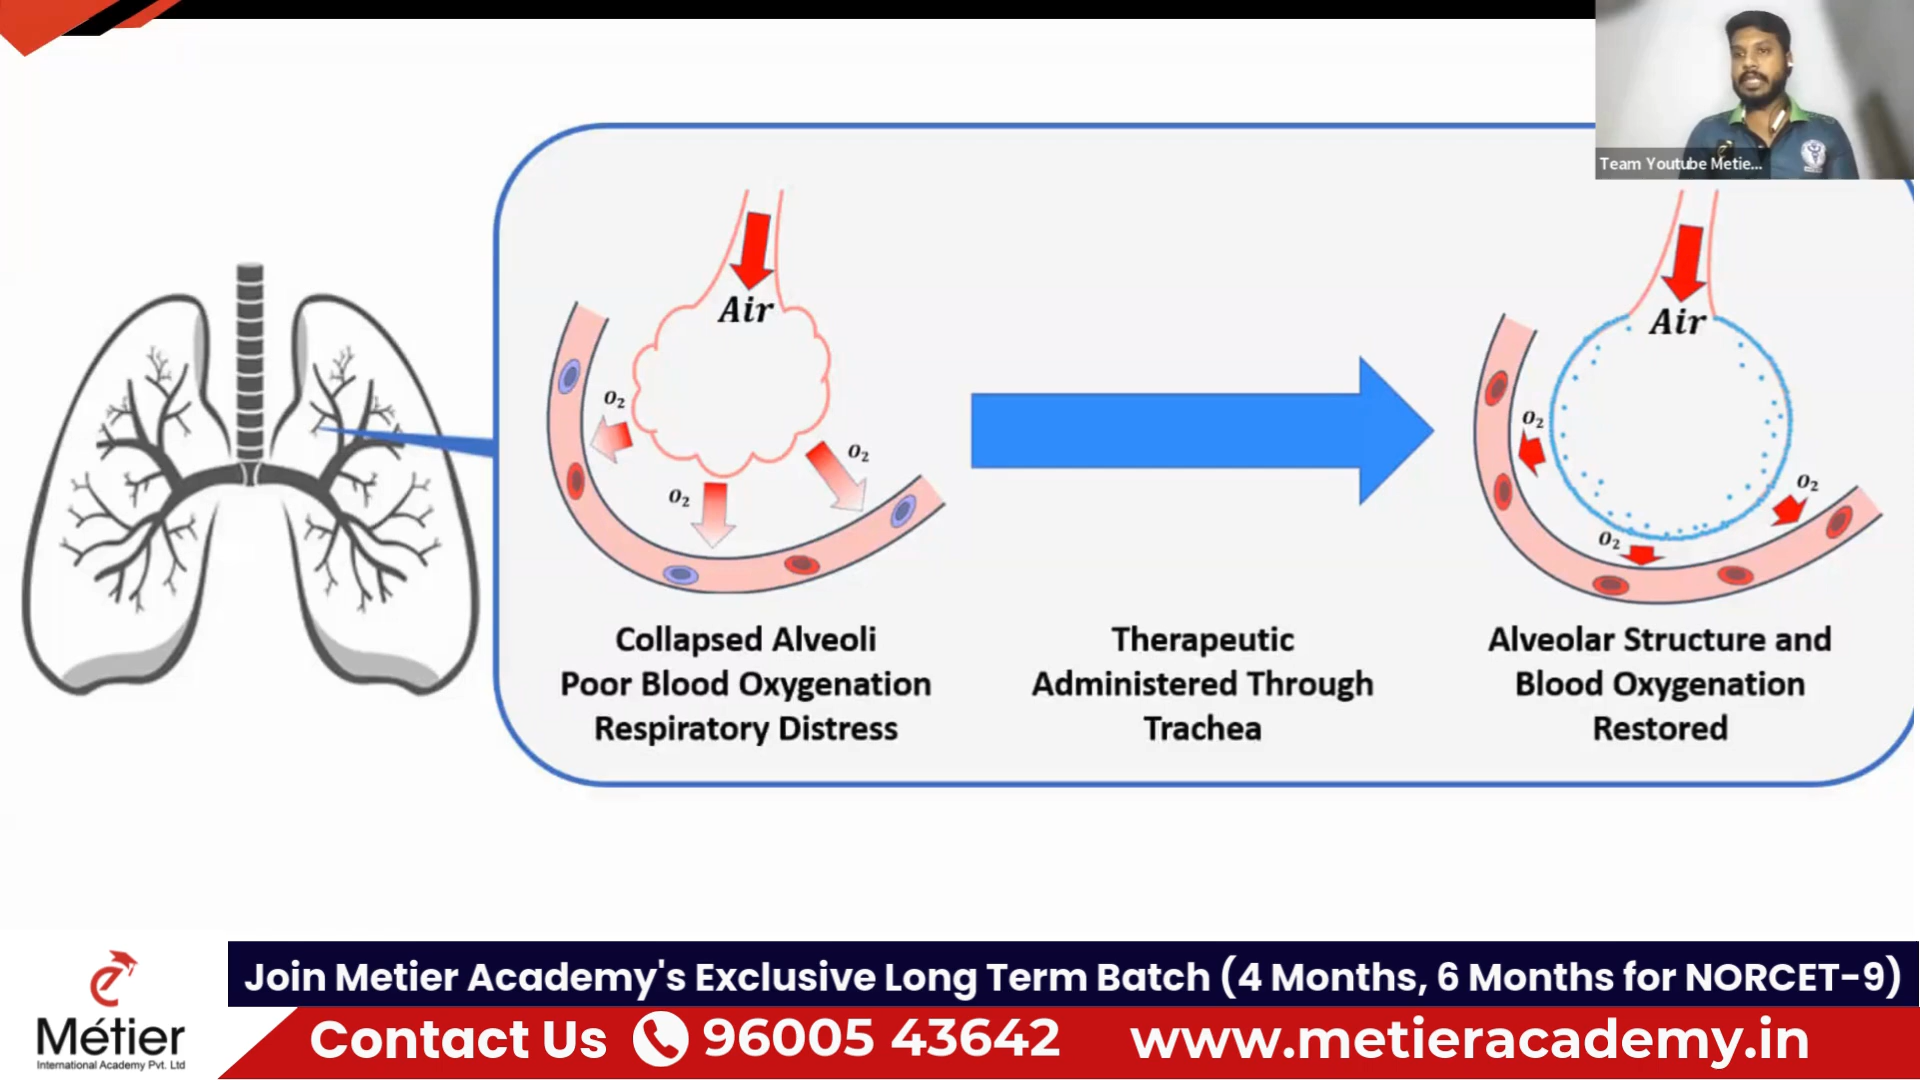 Team Youtube Metie...
Air
Air
O₂
O₂
O₂
O₂
O₂
O₂
Collapsed Alveoli
Poor Blood Oxygenation
Respiratory Distress
Therapeutic
Administered Through
Trachea
Alveolar Structure and
Blood Oxygenation
Restored
Join Metier Academy's Exclusive Long Term Batch (4 Months, 6 Months for NORCET-9)
Métier
International Academy Pvt. Ltd
Contact Us 96005 43642 www.metieracademy.in